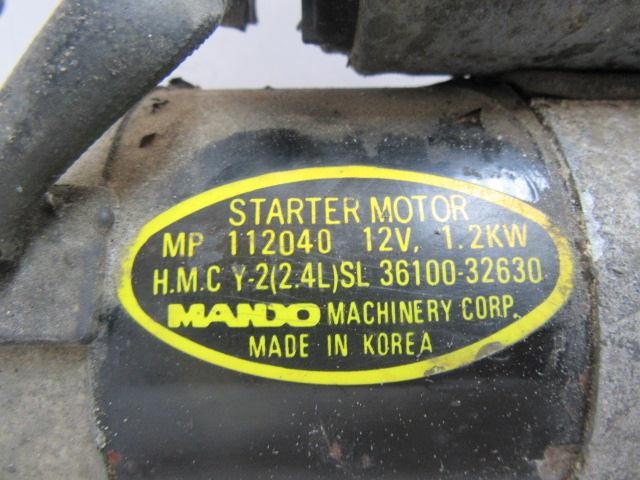 STARTER MOTOR
MP 112040 12V, 1.2KW
H.M.C Y-2(2.4L)SL 36100-32630
MANDO MACHINERY CORP.
MADE IN KOREA